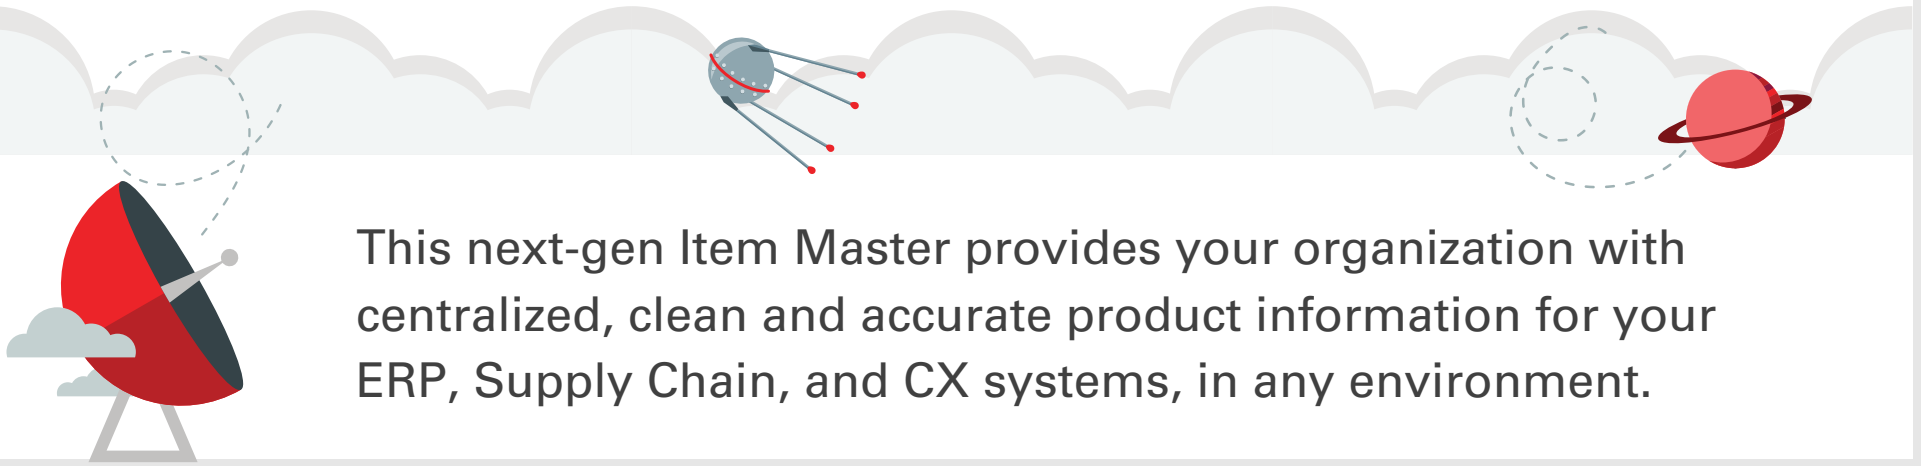 This next-gen Item Master provides your organization with
centralized, clean and accurate product information for your
ERP, Supply Chain, and CX systems, in any environment.